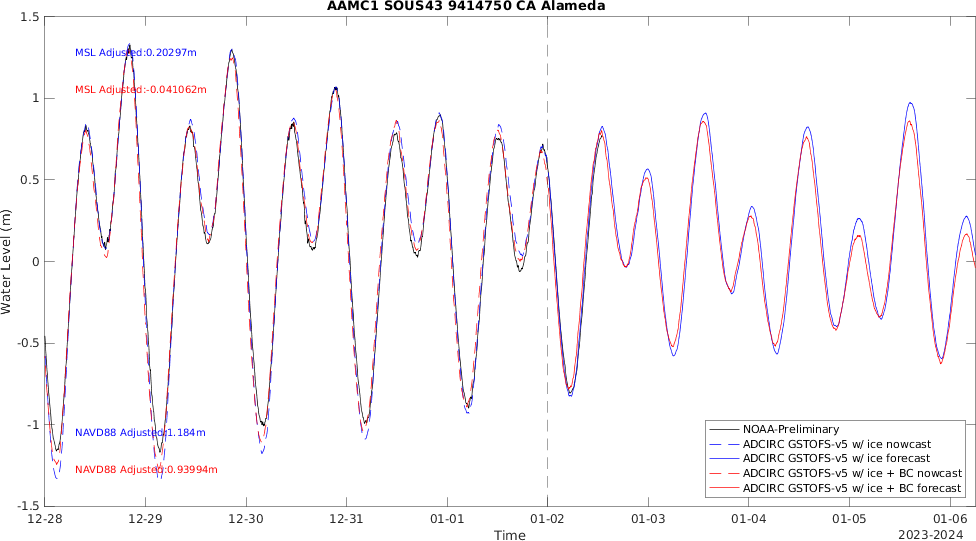 AAMC1 SOUS43 9414750 CA Alameda
Water Level (m)
1.5
1
0.5
0
-0.5
-1
-1.5
MSL Adjusted:0.20297m
MSL Adjusted:-0.041062m
NAVD88 Adjusted:1.184m
NAVD88 Adjusted:0.93994m
NOAA-Preliminary
ADCIRC GSTOFS-v5 w/ ice nowcast
ADCIRC GSTOFS-v5 w/ ice forecast
ADCIRC GSTOFS-v5 w/ ice + BC nowcast
ADCIRC GSTOFS-v5 w/ ice + BC forecast
12-28 12-29 12-30 12-31 01-01 01-02 01-03 01-04 01-05 01-06
Time
2023-2024